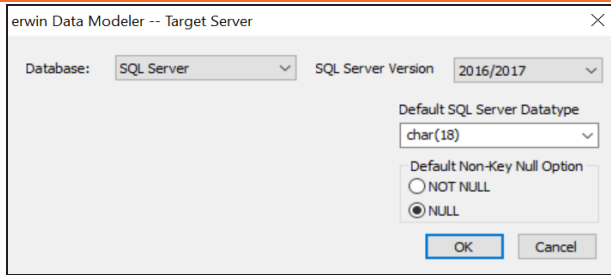 erwin Data Modeler -- Target Server
Database: SQL Server SQL Server Version 2016/2017
Default SQL Server Datatype
char(18)
Default Non-Key Null Option
NOT NULL
NULL
OK Cancel